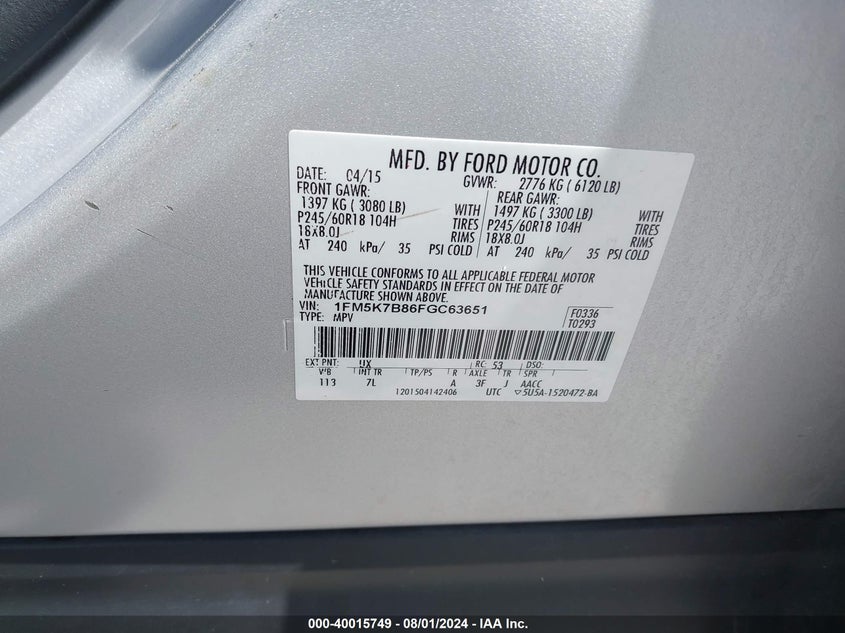 MFD. BY FORD MOTOR CO.
DATE: 04/15 GVWR: 2776 KG ( 6120 LB)
FRONT GAWR: REAR GAWR:
1397 KG ( 3080 LB) WITH 1497 KG ( 3300 LB) WITH
P245/60R18 104H TIRES P245/60R18 104H TIRES
18X8.0J RIMS 18X8.0J RIMS
AT 240 kPa/ 35 PSI COLD AT 240 kPa/ 35 PSI COLD
THIS VEHICLE CONFORMS TO ALL APPLICABLE FEDERAL MOTOR
VEHICLE SAFETY STANDARDS IN EFFECT ON THE DATE OF
MANUFACTURE SHOWN ABOVE.
VIN: 1FM5K7B86FGC63651 F0336
TYPE: MPV T0293
EXT PNT: UX RC: 53 DSO:
WB INT TR TP/PS R AXLE TR SPR
113 7L A 3F J AACC
1201504142406 UTC ▽5U5A-1520472-BA
000-40015749 - 08/01/2024 - IAA Inc.